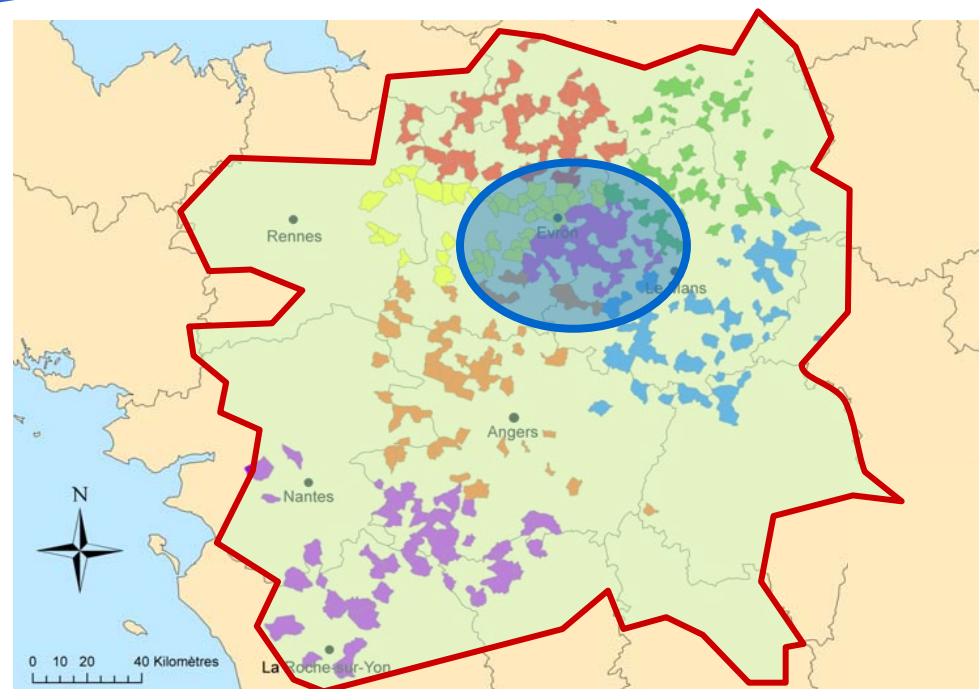 Rennes
Evron
Le Mans
Angers
N
Nantes
La Roche-sur-Yon
0 10 20 40 Kilomètres